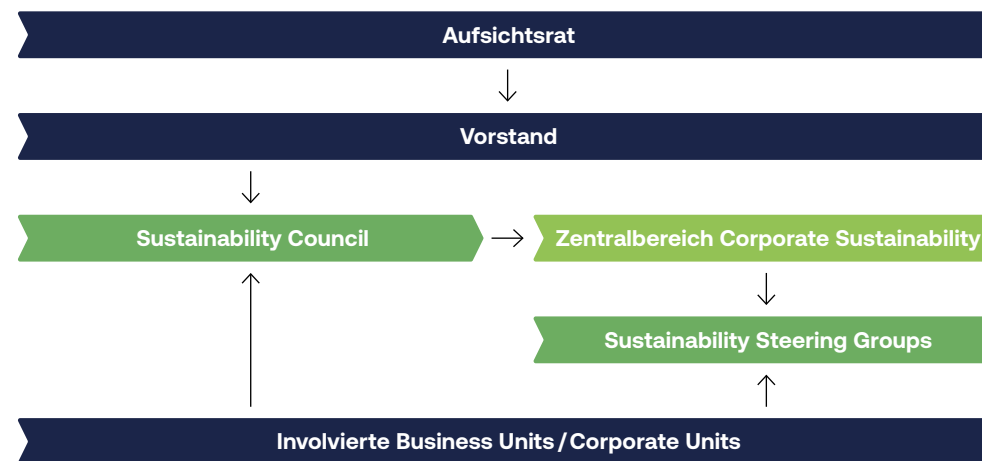 Aufsichtsrat
Vorstand
Sustainability Council
Zentralbereich Corporate Sustainability
Sustainability Steering Groups
Involvierte Business Units / Corporate Units